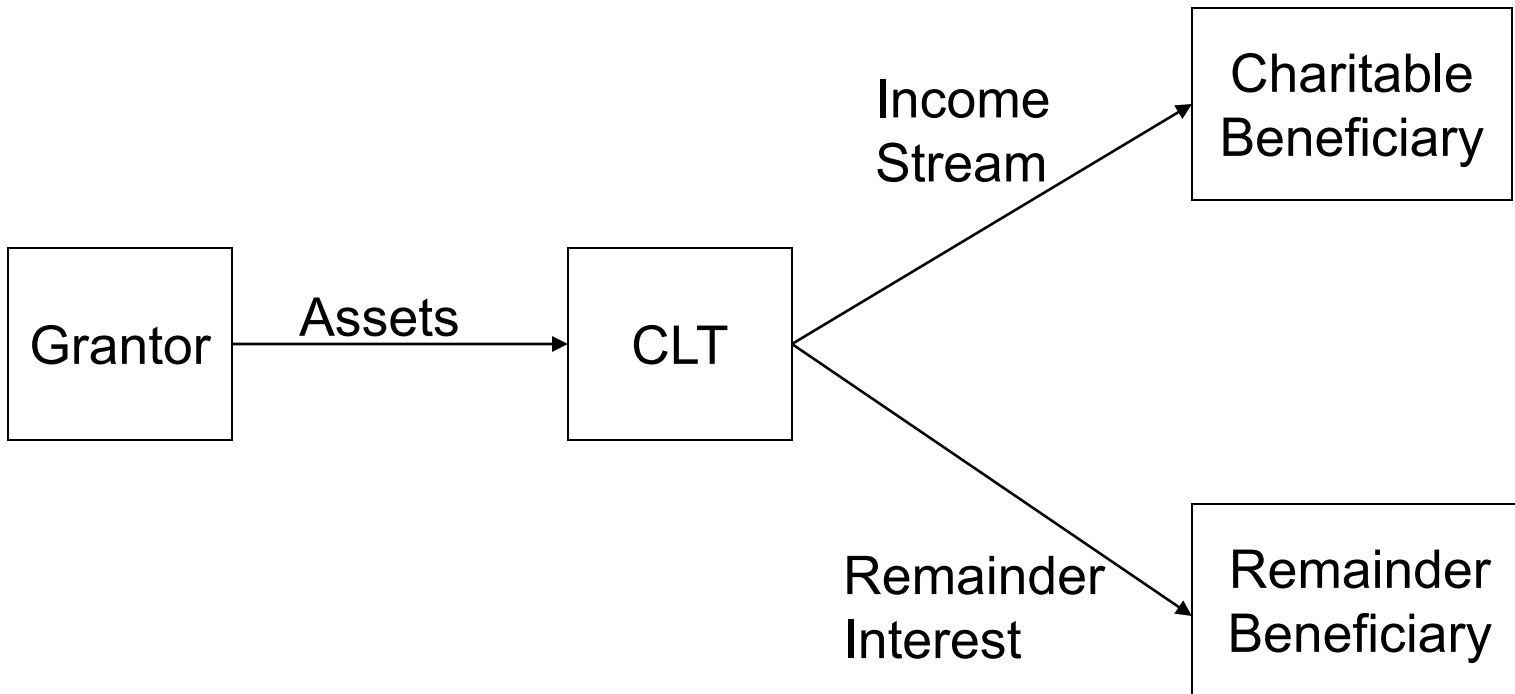 Grantor
Assets
CLT
Income
Stream
Charitable
Beneficiary
Remainder
Interest
Remainder
Beneficiary